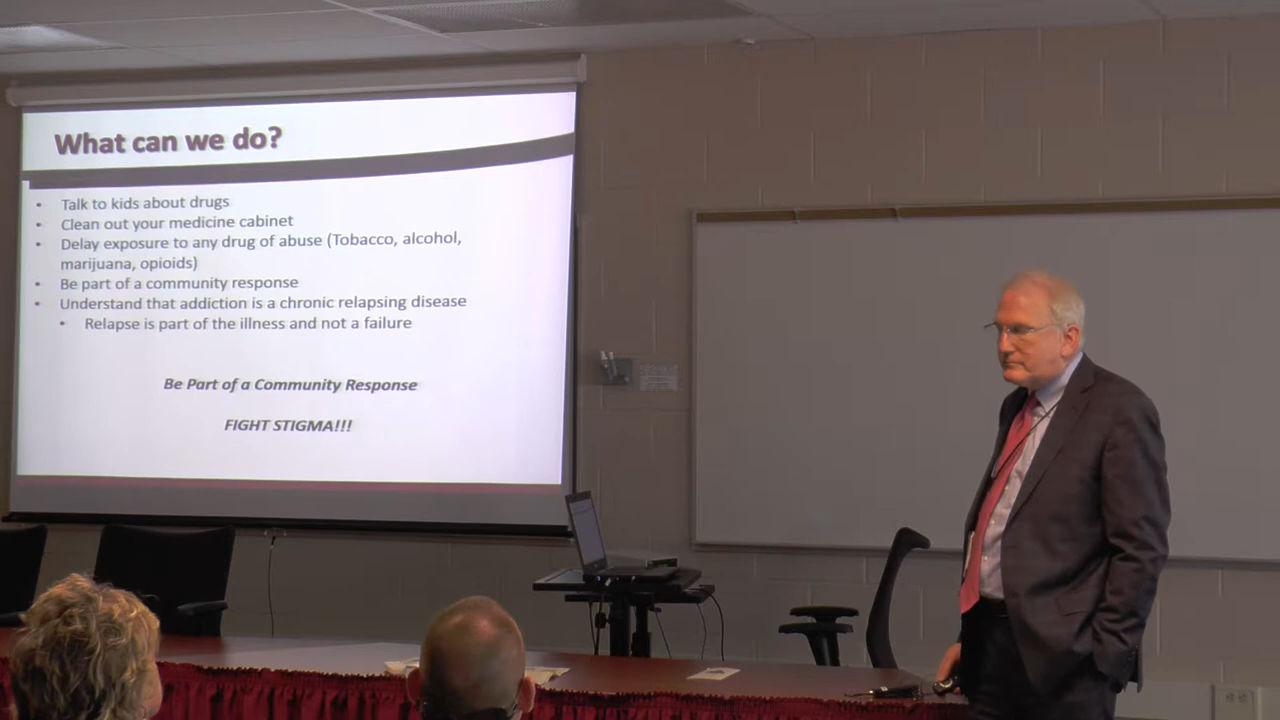 What can we do?
• Talk to kids about drugs
• Clean out your medicine cabinet
• Delay exposure to any drug of abuse (Tobacco, alcohol,
marijuana, opioids)
• Be part of a community response
• Understand that addiction is a chronic relapsing disease
• Relapse is part of the illness and not a failure
Be Part of a Community Response
FIGHT STIGMA!!!